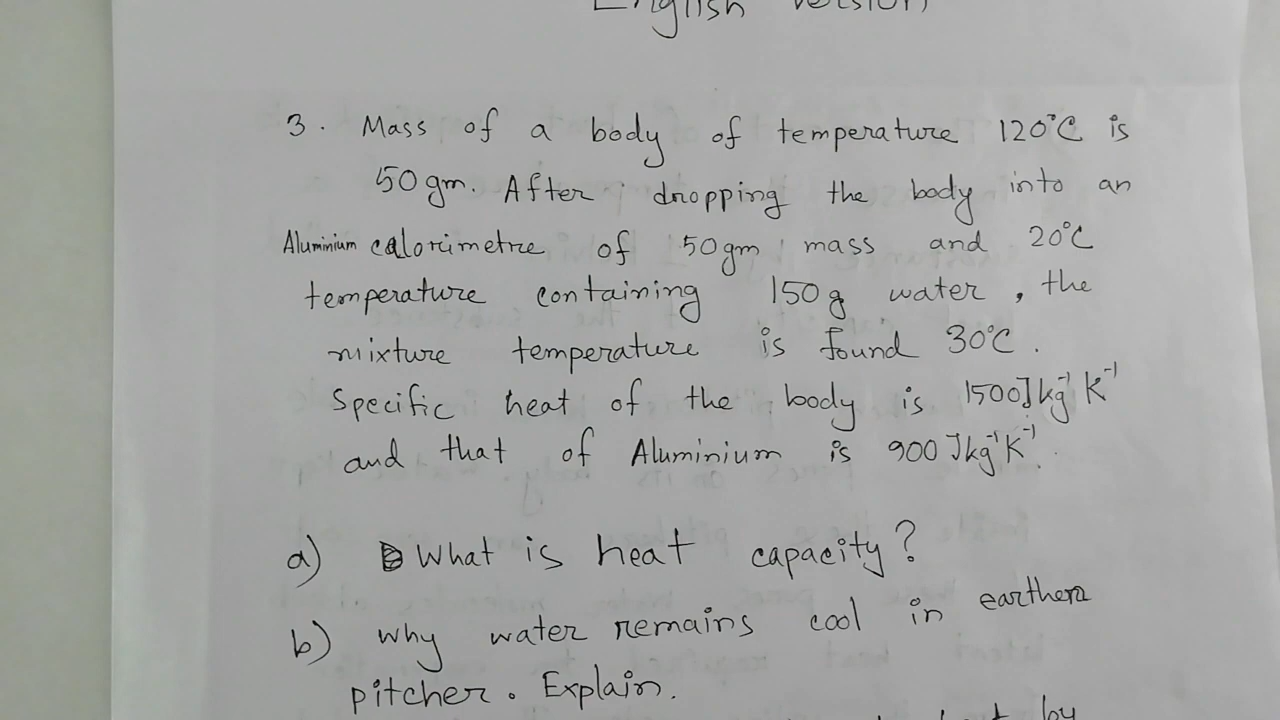 English version
3. Mass of a body of temperature 120°C is
50 gm. After dropping the body into an
Aluminium calorimetre of 50gm mass and 20°C
temperature containing 150g water, the
mixture temperature is found 30°C.
Specific heat of the body is 1500Jkg⁻¹K⁻¹
and that of Aluminium is 900 Jkg⁻¹K⁻¹.
a) What is heat capacity?
b) Why water remains cool in earthen
pitcher. Explain.
by